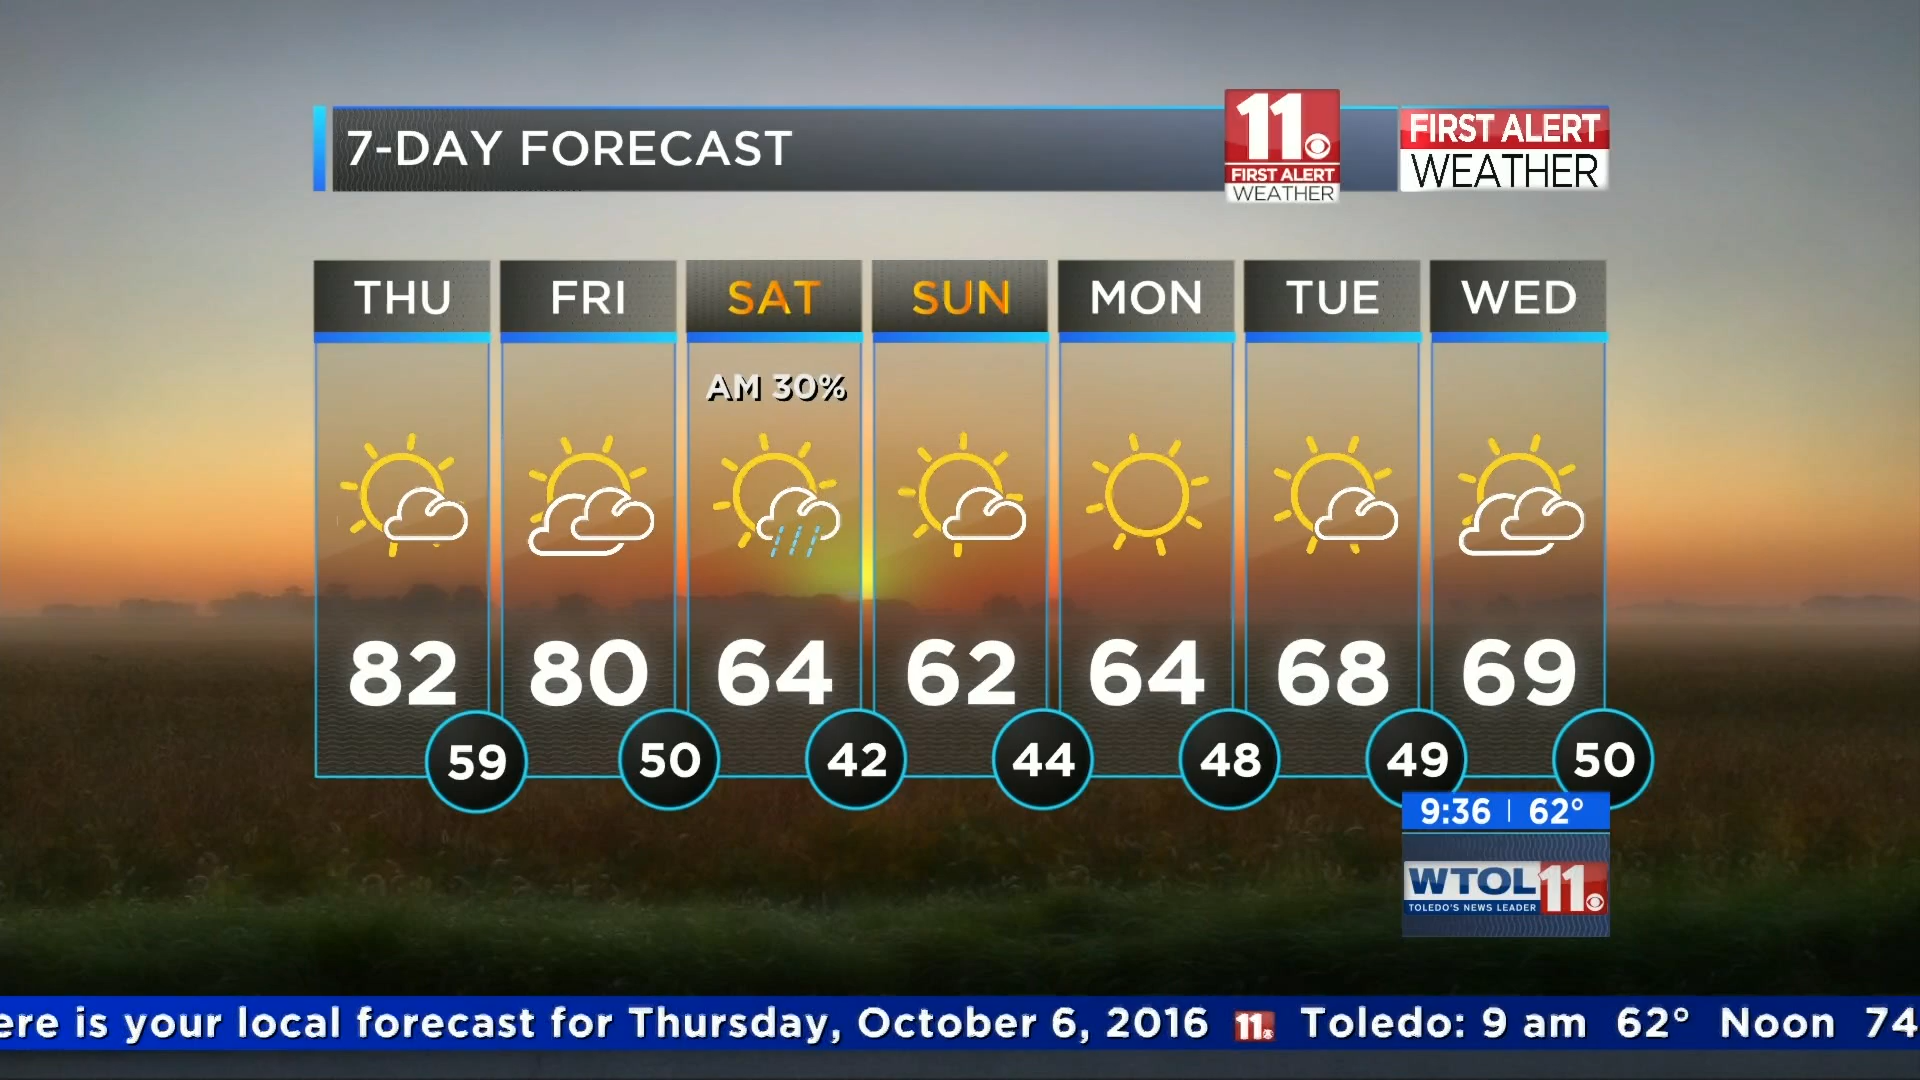 7-DAY FORECAST
11
FIRST ALERT
WEATHER
FIRST ALERT
WEATHER
THU FRI SAT SUN MON TUE WED
AM 30%
82 80 64 62 64 68 69
59 50 42 44 48 49 50
9:36 | 62°
WTOL 11
TOLEDO'S NEWS LEADER
ere is your local forecast for Thursday, October 6, 2016 11 Toledo: 9 am 62° Noon 74